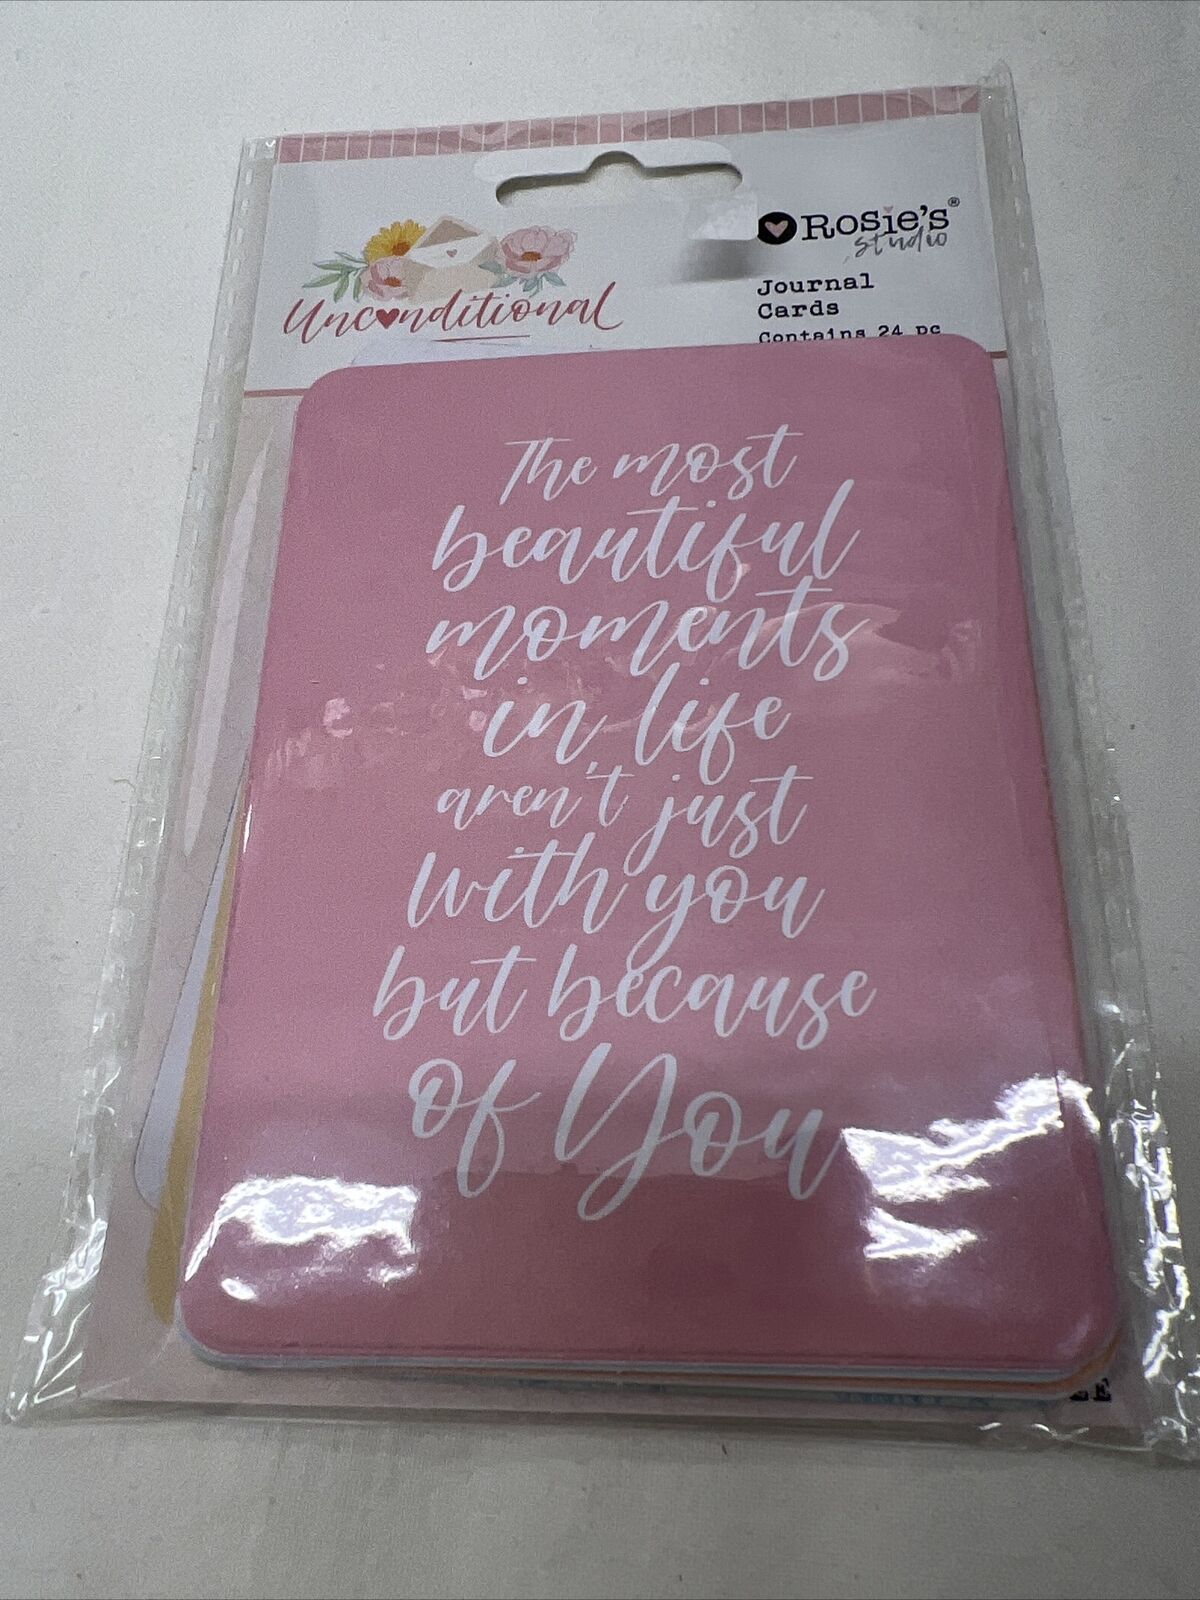 Rosie's®
studio
Journal
Cards
Contains 24 pc
Unconditional
The most
beautiful
moments
in life
aren't just
with you
but because
of You